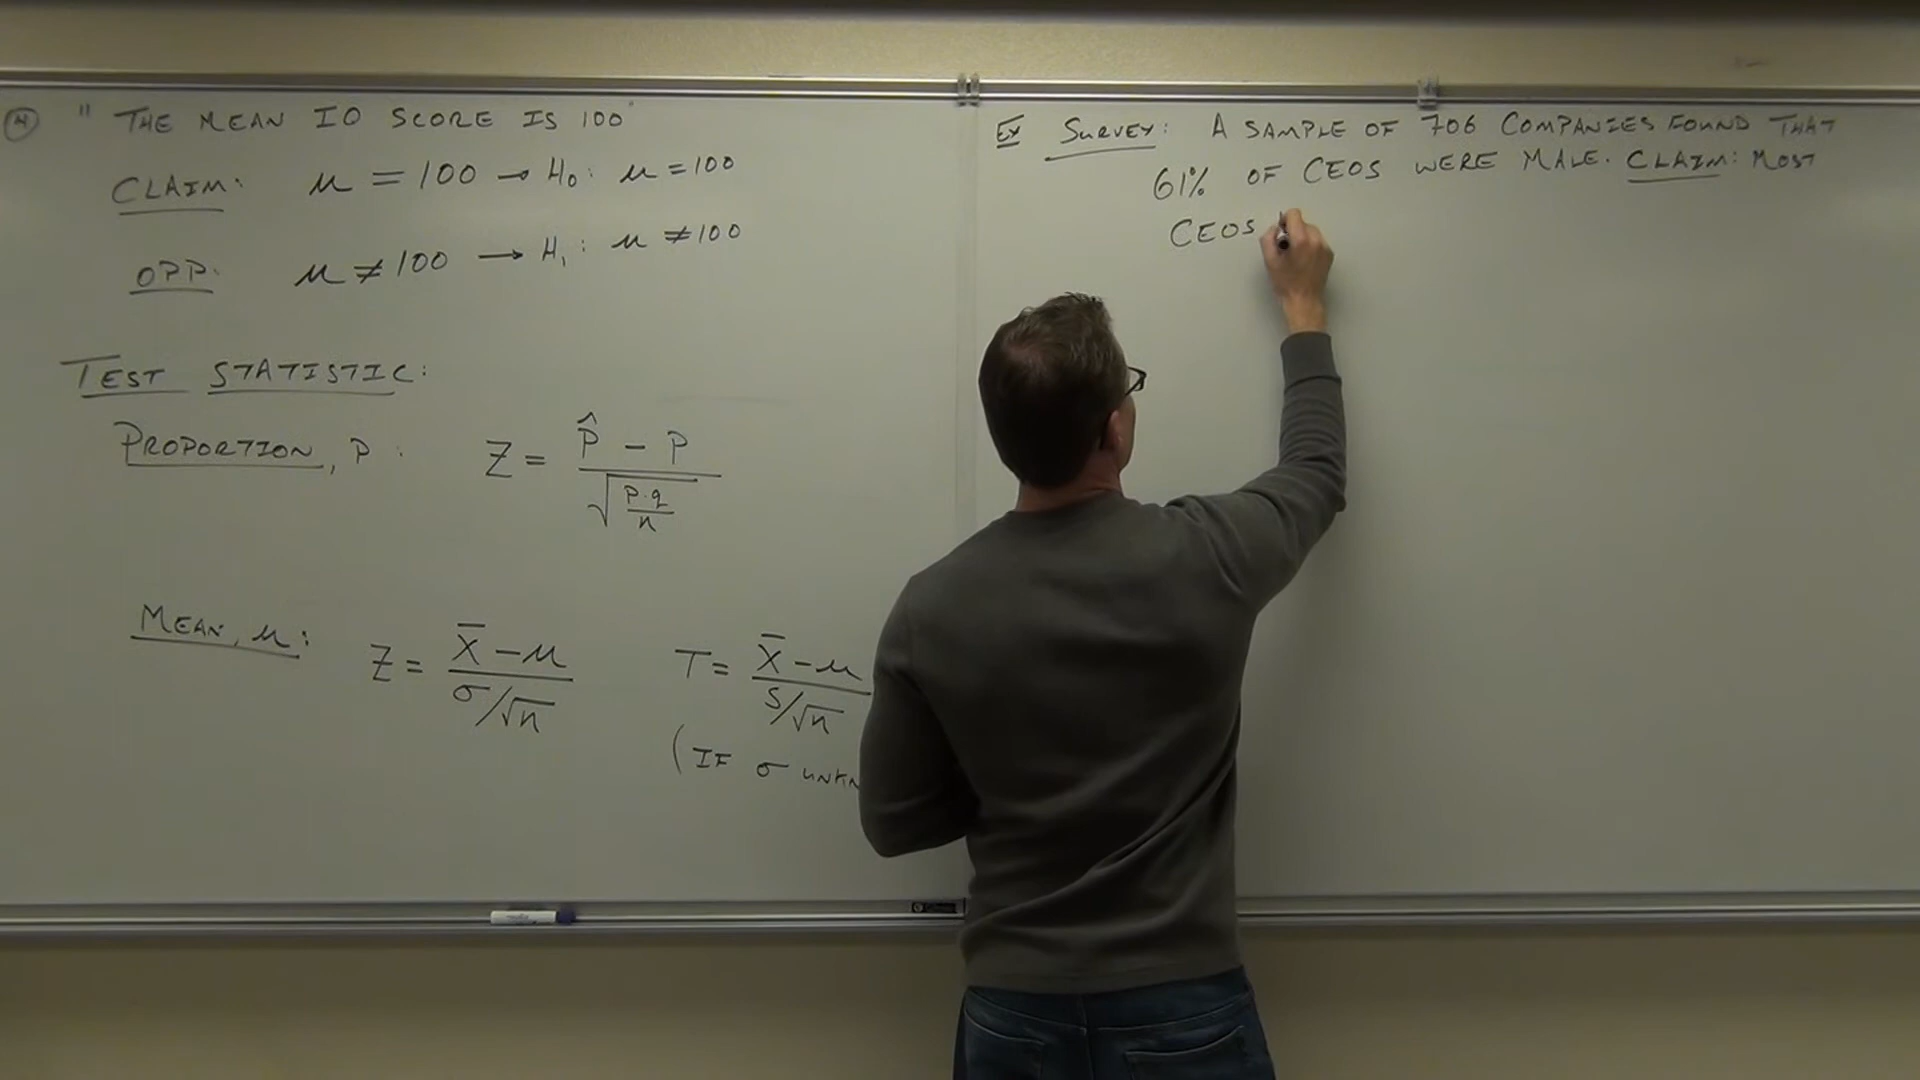 ④ " THE MEAN IQ SCORE IS 100"
CLAIM: μ = 100 → H₀: μ = 100
OPP: μ ≠ 100 → H₁: μ ≠ 100
TEST STATISTIC:
PROPORTION, P: Z = (p̂ - p) / √(p·q/n)
MEAN, μ: Z = (x̄ - μ) / (σ/√n) T = (x̄ - μ) / (s/√n)
(IF σ UNKN
EX SURVEY: A SAMPLE OF 706 COMPANIES FOUND THAT
61% OF CEOS WERE MALE. CLAIM: MOST
CEOS